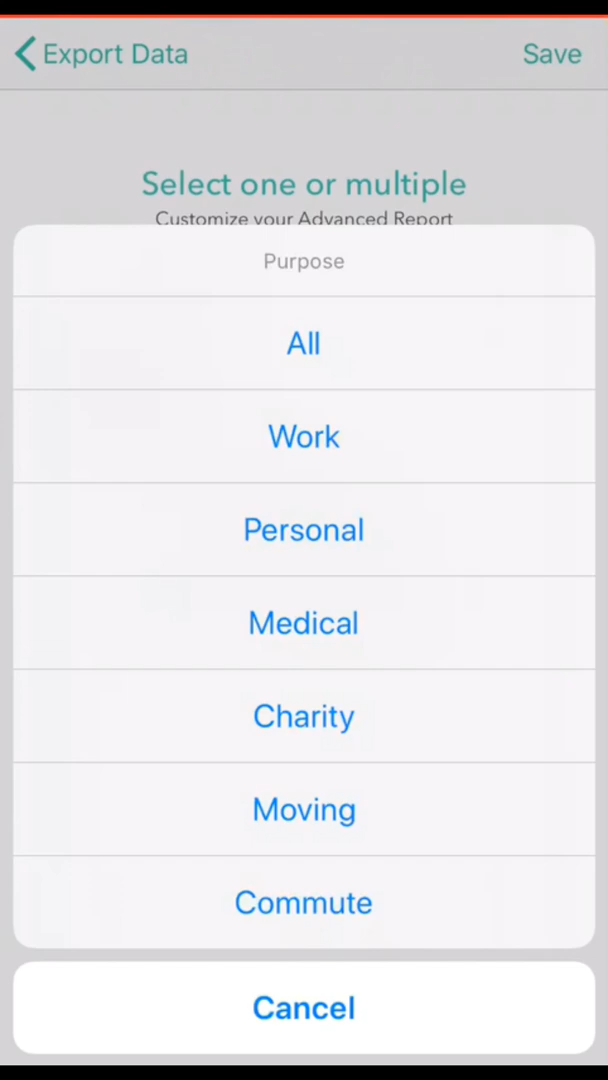 Export Data
Save
Select one or multiple
Customize your Advanced Report
Purpose
All
Work
Personal
Medical
Charity
Moving
Commute
Cancel